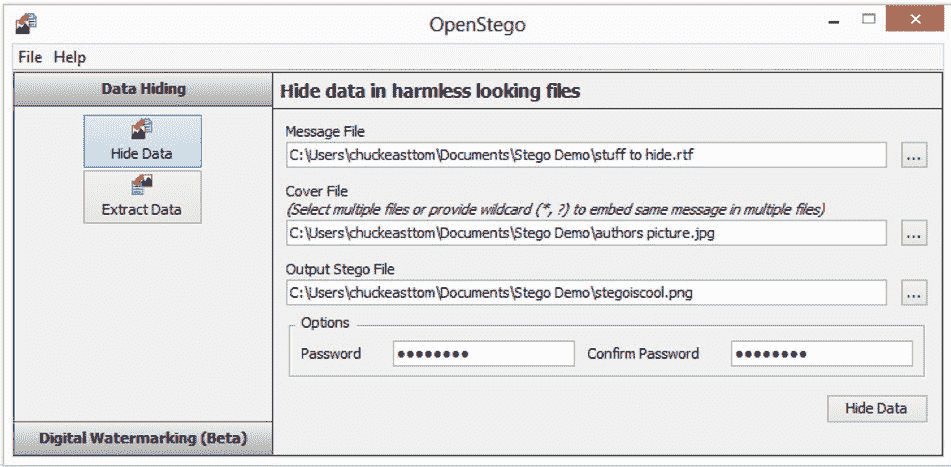 OpenStego
File Help
Data Hiding
Hide Data
Extract Data
Digital Watermarking (Beta)
Hide data in harmless looking files
Message File
C:\Users\chuckeasttom\Documents\Stego Demo\stuff to hide.rtf
...
Cover File
(Select multiple files or provide wildcard (*, ?) to embed same message in multiple files)
C:\Users\chuckeasttom\Documents\Stego Demo\authors picture.jpg
...
Output Stego File
C:\Users\chuckeasttom\Documents\Stego Demo\stegoiscool.png
...
Options
Password ●●●●●●●● Confirm Password ●●●●●●●●
Hide Data